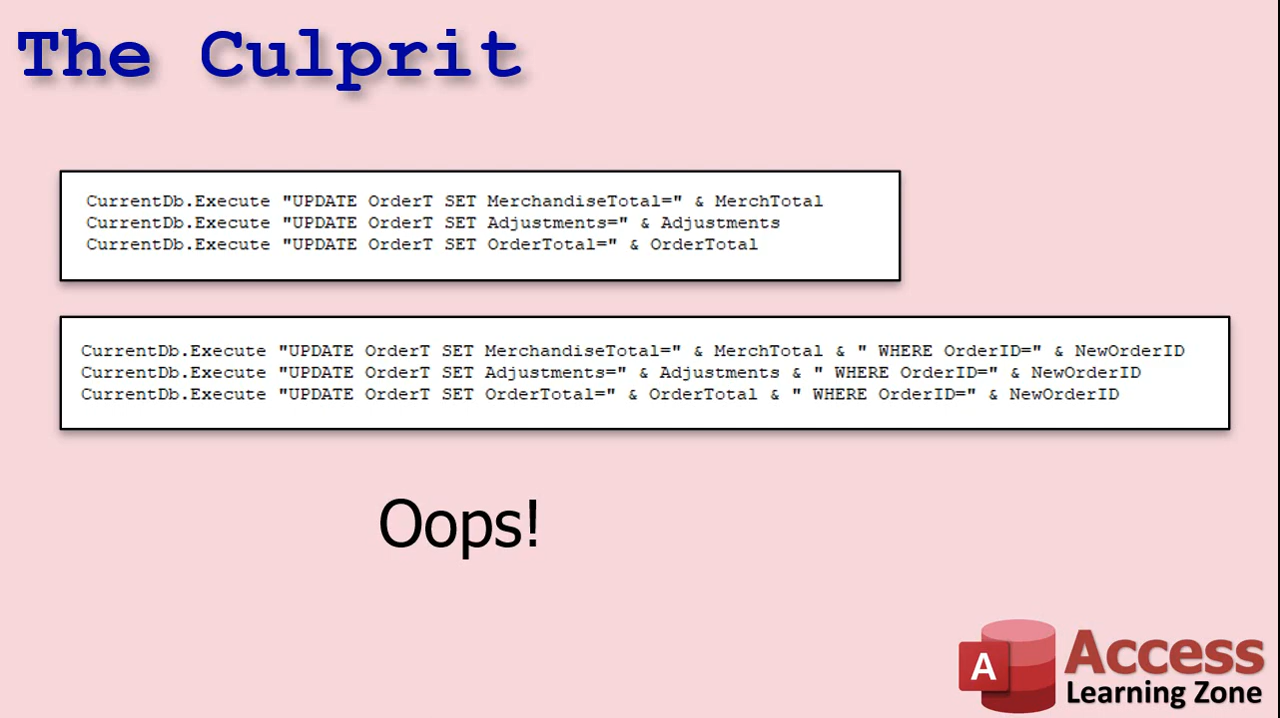 The Culprit
CurrentDb.Execute "UPDATE OrderT SET MerchandiseTotal=" & MerchTotal
CurrentDb.Execute "UPDATE OrderT SET Adjustments=" & Adjustments
CurrentDb.Execute "UPDATE OrderT SET OrderTotal=" & OrderTotal
CurrentDb.Execute "UPDATE OrderT SET MerchandiseTotal=" & MerchTotal & " WHERE OrderID=" & NewOrderID
CurrentDb.Execute "UPDATE OrderT SET Adjustments=" & Adjustments & " WHERE OrderID=" & NewOrderID
CurrentDb.Execute "UPDATE OrderT SET OrderTotal=" & OrderTotal & " WHERE OrderID=" & NewOrderID
Oops!
A
Access
Learning Zone